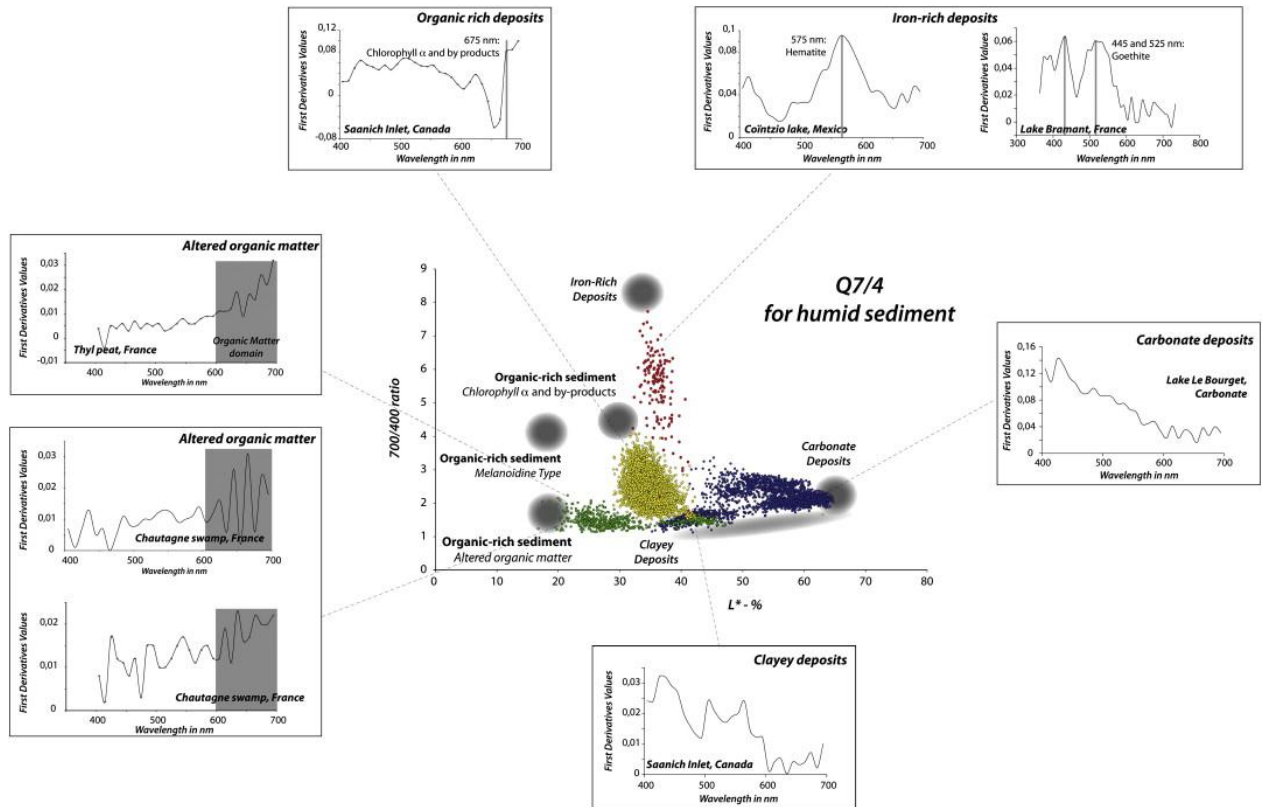 Organic rich deposits
0,12
0,08
0
-0,08
First Derivatives Values
675 nm:
Chlorophyll α and by products
Saanich Inlet, Canada
400 500 600 700
Wavelength in nm
Iron-rich deposits
0,1
0,08
0,06
0,04
0,02
0,
First Derivatives Values
575 nm:
Hematite
Coïntzio lake, Mexico
400 500 600 700
Wavelength in nm
0,06
0,04
0,02
0
First Derivatives Values
445 and 525 nm:
Goethite
Lake Bramant, France
300 400 500 600 700 800
Wavelength in nm
Altered organic matter
0,03
0,02
0,01
0
-0,01
First Derivatives Values
Thyl peat, France
Organic Matter
domain
400 500 600 700
Wavelength in nm
Altered organic matter
0,03
0,02
0,01
0
First Derivatives Values
Chautagne swamp, France
400 500 600 700
Wavelength in nm
0,02
0,01
0
First Derivatives Values
Chautagne swamp, France
400 500 600 700
Wavelength in nm
Q7/4
for humid sediment
9
8
7
6
5
4
3
2
1
0
700/400 ratio
Iron-Rich
Deposits
Organic-rich sediment
Chlorophyll α and by-products
Organic-rich sediment
Melanoidine Type
Organic-rich sediment
Altered organic matter
Clayey
Deposits
Carbonate
Deposits
0 10 20 30 40 50 60 70 80
L* - %
Carbonate deposits
0,16
0,12
0,08
0,04
0
First Derivatives Values
Lake Le Bourget,
Carbonate
400 500 600 700
Wavelength in nm
Clayey deposits
0,03
0,02
0,01
0
First Derivatives Values
Saanich Inlet, Canada
400 500 600 700
Wavelength in nm